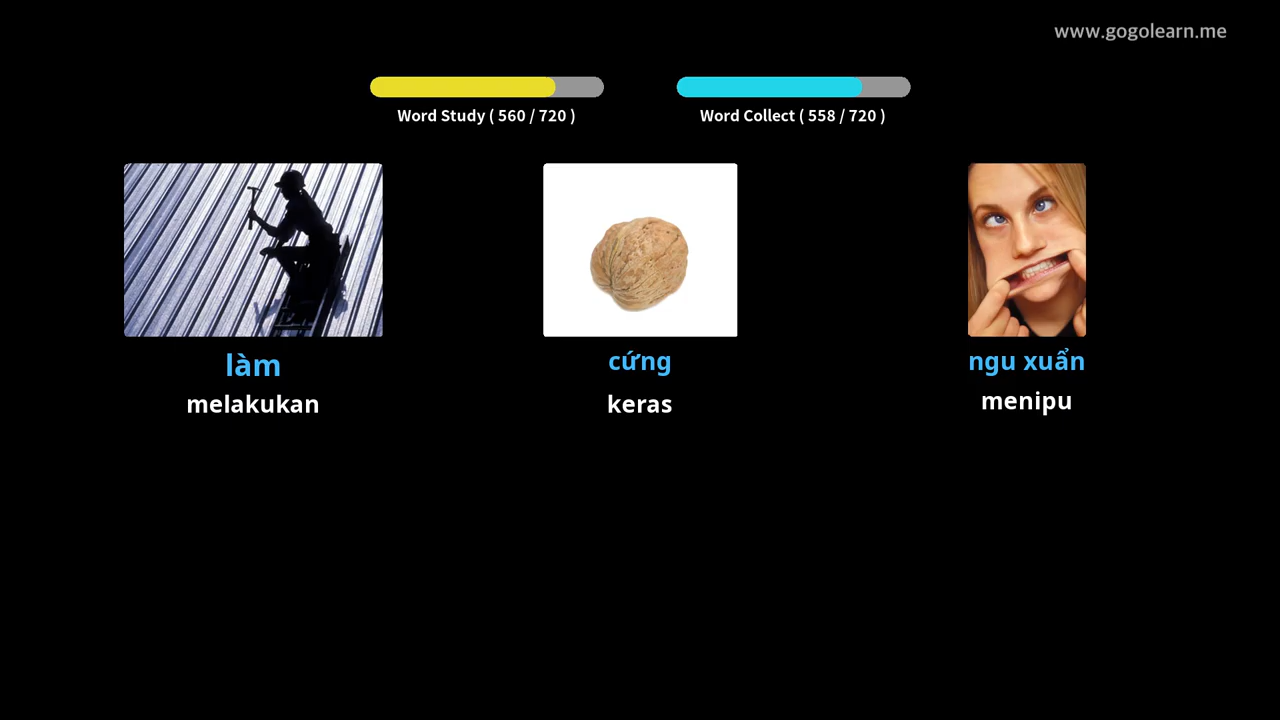 www.gogolearn.me
Word Study ( 560 / 720 )
Word Collect ( 558 / 720 )
làm
cứng
ngu xuẩn
melakukan
keras
menipu